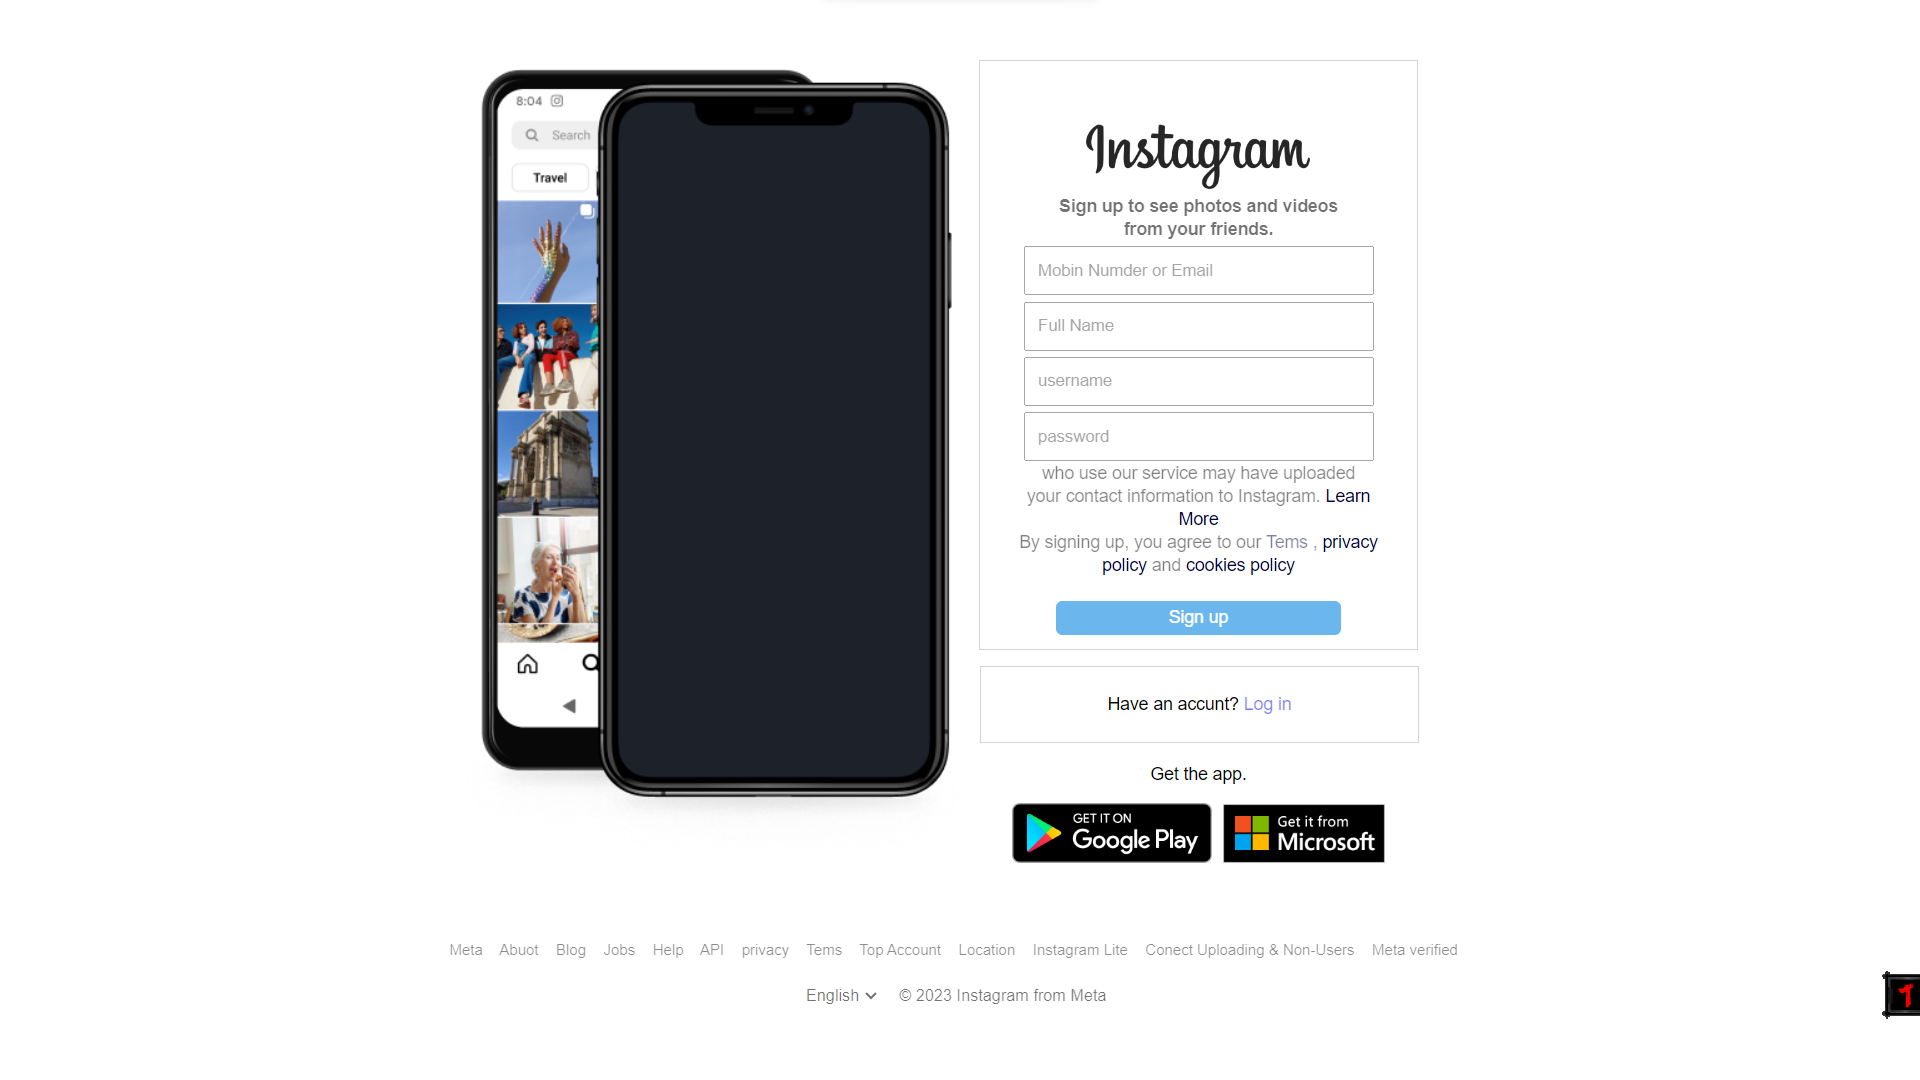 8:04
Search
Travel
Instagram
Sign up to see photos and videos
from your friends.
Mobin Numder or Email
Full Name
username
password
who use our service may have uploaded
your contact information to Instagram. Learn
More
By signing up, you agree to our Tems , privacy
policy and cookies policy
Sign up
Have an accunt? Log in
Get the app.
GET IT ON
Google Play
Get it from
Microsoft
Meta Abuot Blog Jobs Help API privacy Tems Top Account Location Instagram Lite Conect Uploading & Non-Users Meta verified
English © 2023 Instagram from Meta